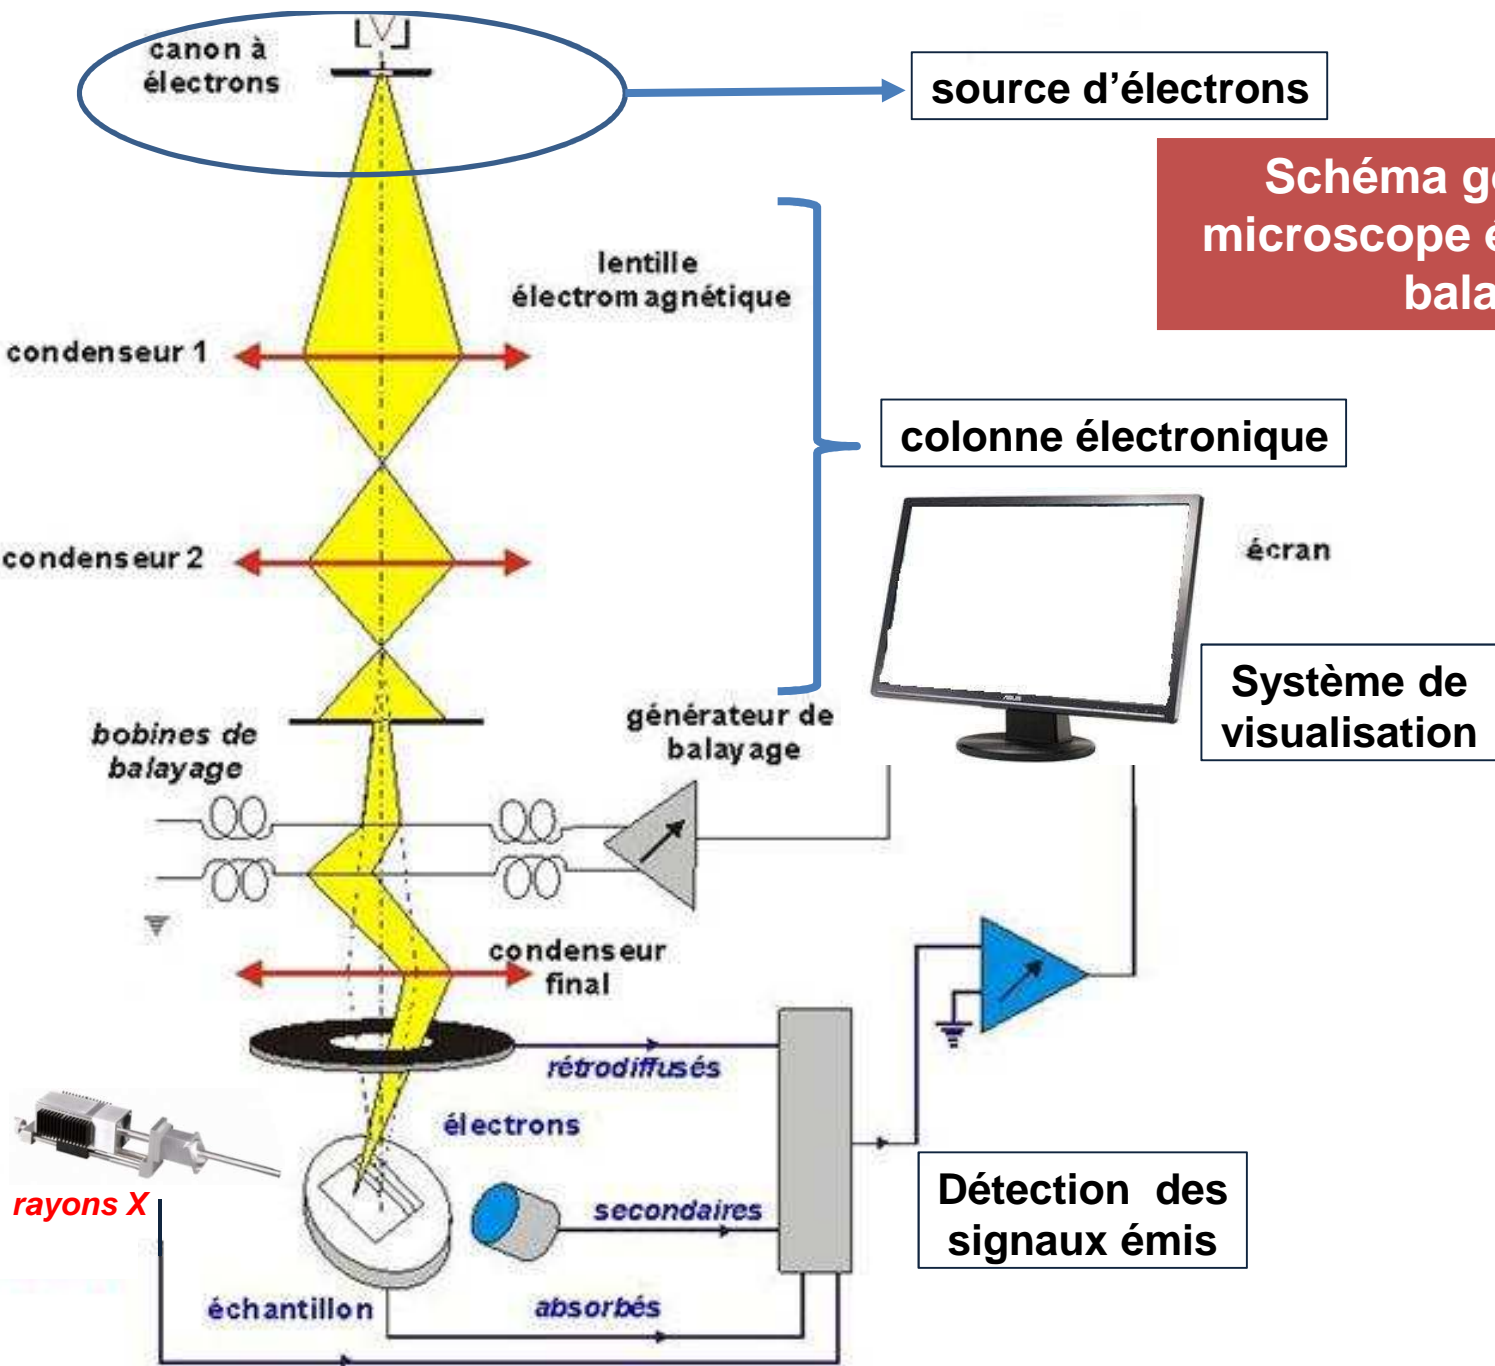 canon à
électrons
source d'électrons
Schéma
microscope
lentille
électromagnétique
condenseur 1
colonne électronique
condenseur 2
écran
Système de
visualisation
générateur de
balayage
bobines de
balayage
condenseur
final
rétrodiffusés
électrons
rayons X
secondaires
Détection des
signaux émis
échantillon
absorbés